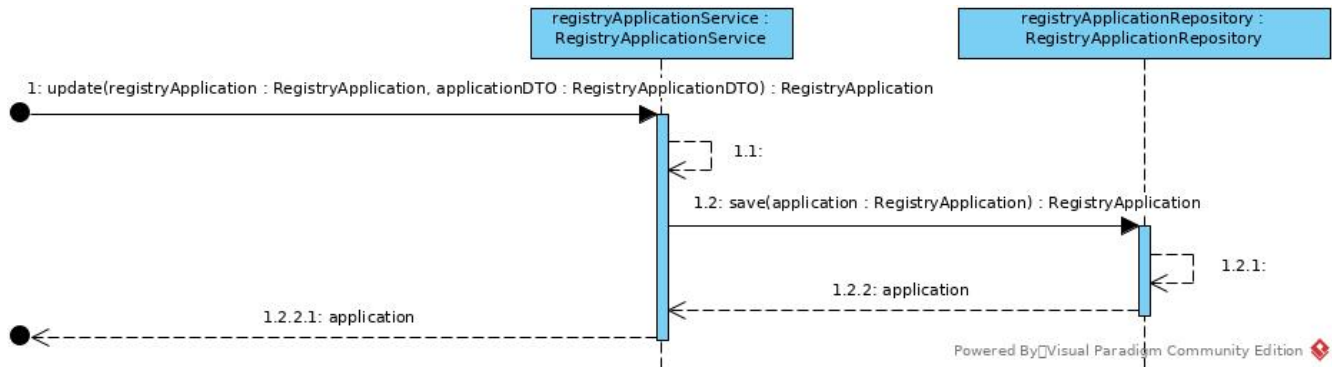 registryApplicationService :
RegistryApplicationService
registryApplicationRepository :
RegistryApplicationRepository
1: update(registryApplication : RegistryApplication, applicationDTO : RegistryApplicationDTO) : RegistryApplication
1.1:
1.2: save(application : RegistryApplication) : RegistryApplication
1.2.1:
1.2.2: application
1.2.2.1: application
Powered By Visual Paradigm Community Edition